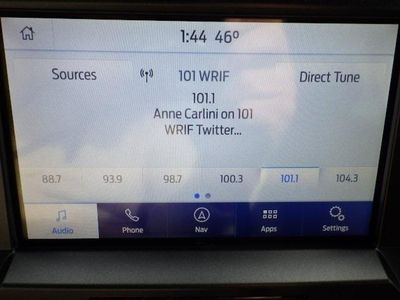 1:44 46°
Sources
101 WRIF
Direct Tune
101.1
Anne Carlini on 101
WRIF Twitter...
88.7 93.9 98.7 100.3 101.1 104.3
Audio Phone Nav Apps Settings